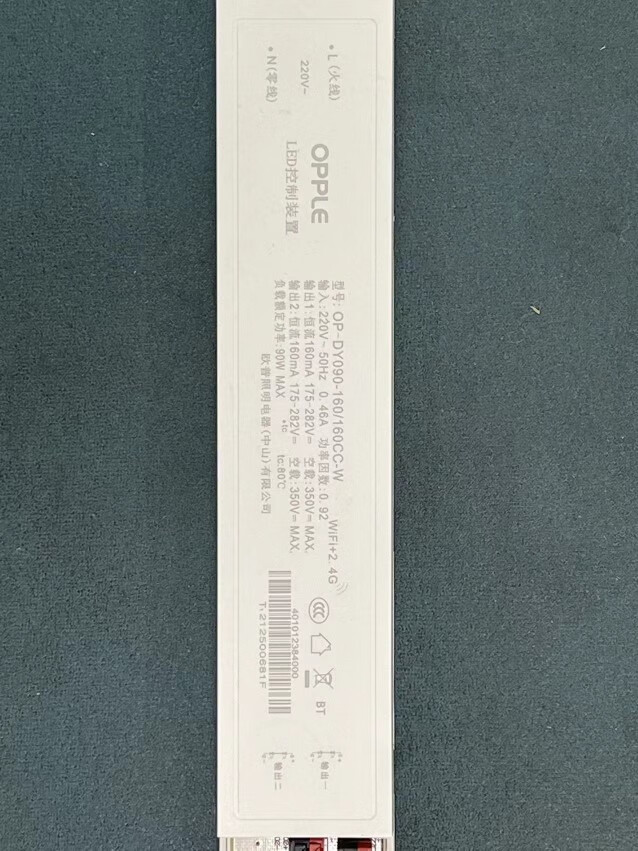 L(火线)
220V~
N(零线)
OPPLE
LED控制装置
型号: OP-DY090-160/160CC-W
输入:220V~50Hz 0.46A 功率因数:0.92
输出1:恒流160mA 175-282V⎓ 空载:350V⎓MAX.
输出2:恒流160mA 175-282V⎓ 空载:350V⎓MAX.
负载额定功率:90W MAX
•tc
tc:80℃
欧普照明电器(中山)有限公司
WiFi+2.4G
CCC
BT
401012384000
T1212500681F
输出一
输出二